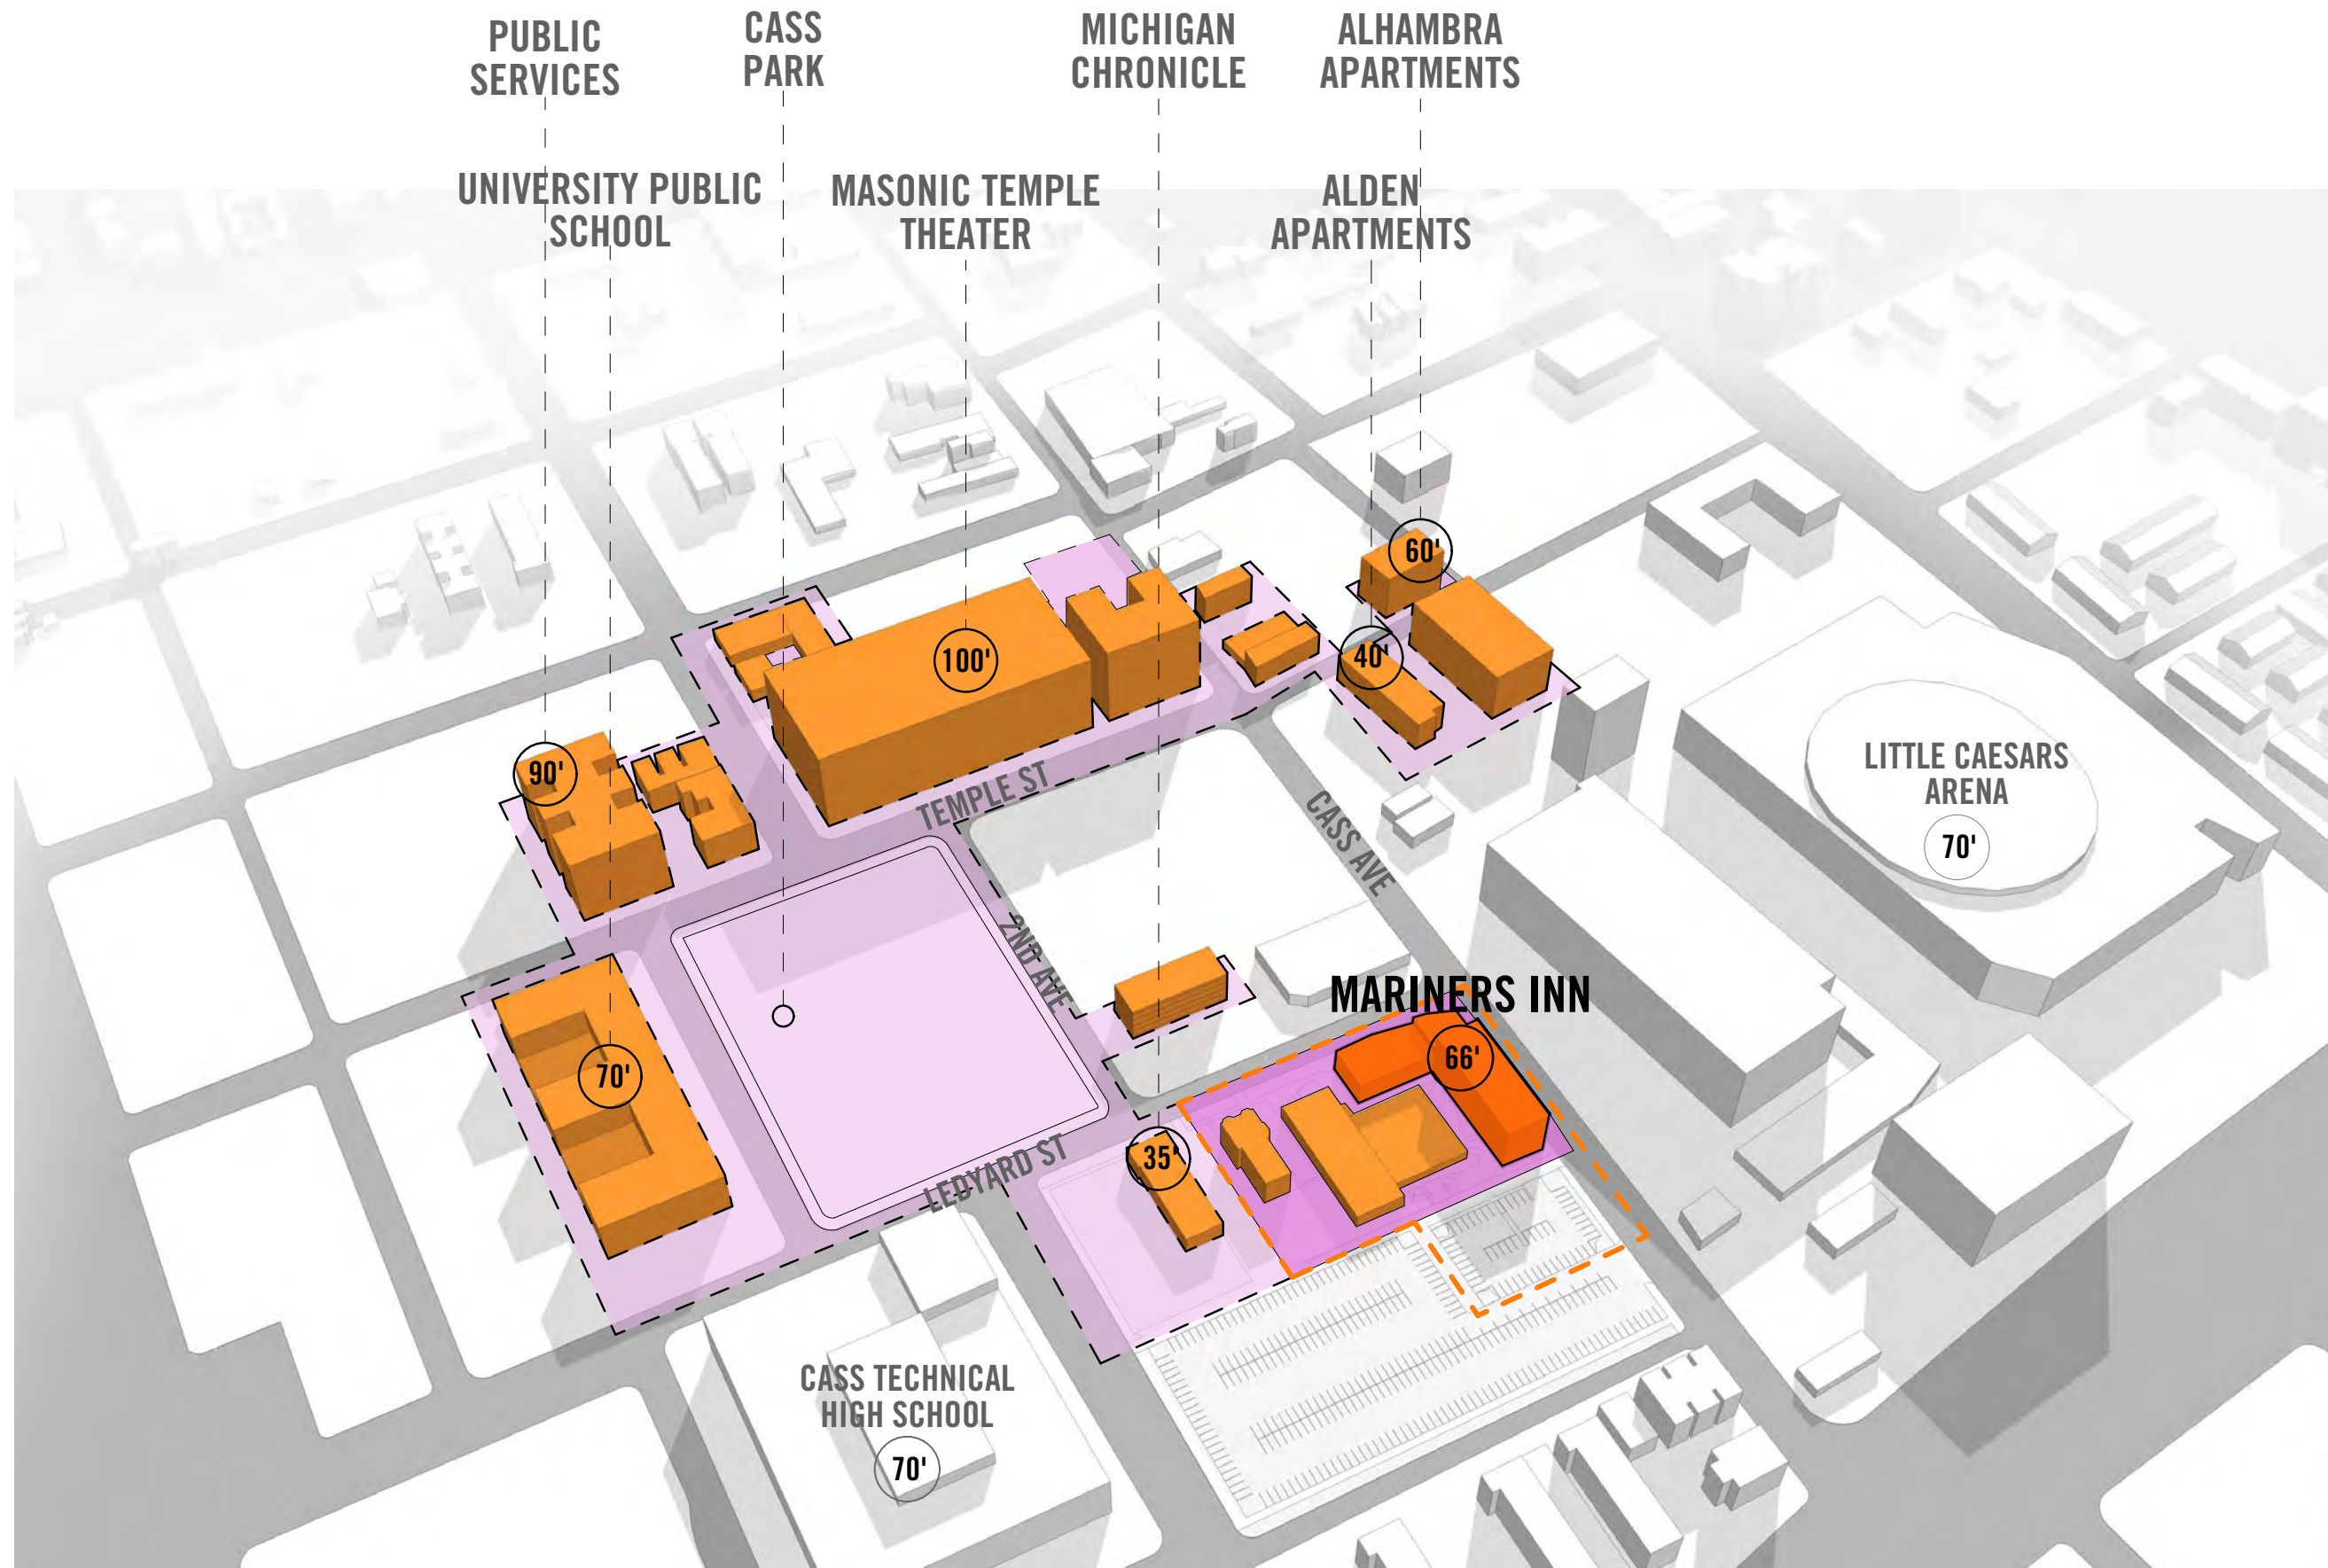 PUBLIC
SERVICES
CASS
PARK
MICHIGAN
CHRONICLE
ALHAMBRA
APARTMENTS
UNIVERSITY PUBLIC
SCHOOL
MASONIC TEMPLE
THEATER
ALDEN
APARTMENTS
60'
40'
100'
90'
TEMPLE ST
CASS AVE
LITTLE CAESARS
ARENA
70'
2ND AVE
MARINERS INN
66'
70'
35'
LEDYARD ST
CASS TECHNICAL
HIGH SCHOOL
70'